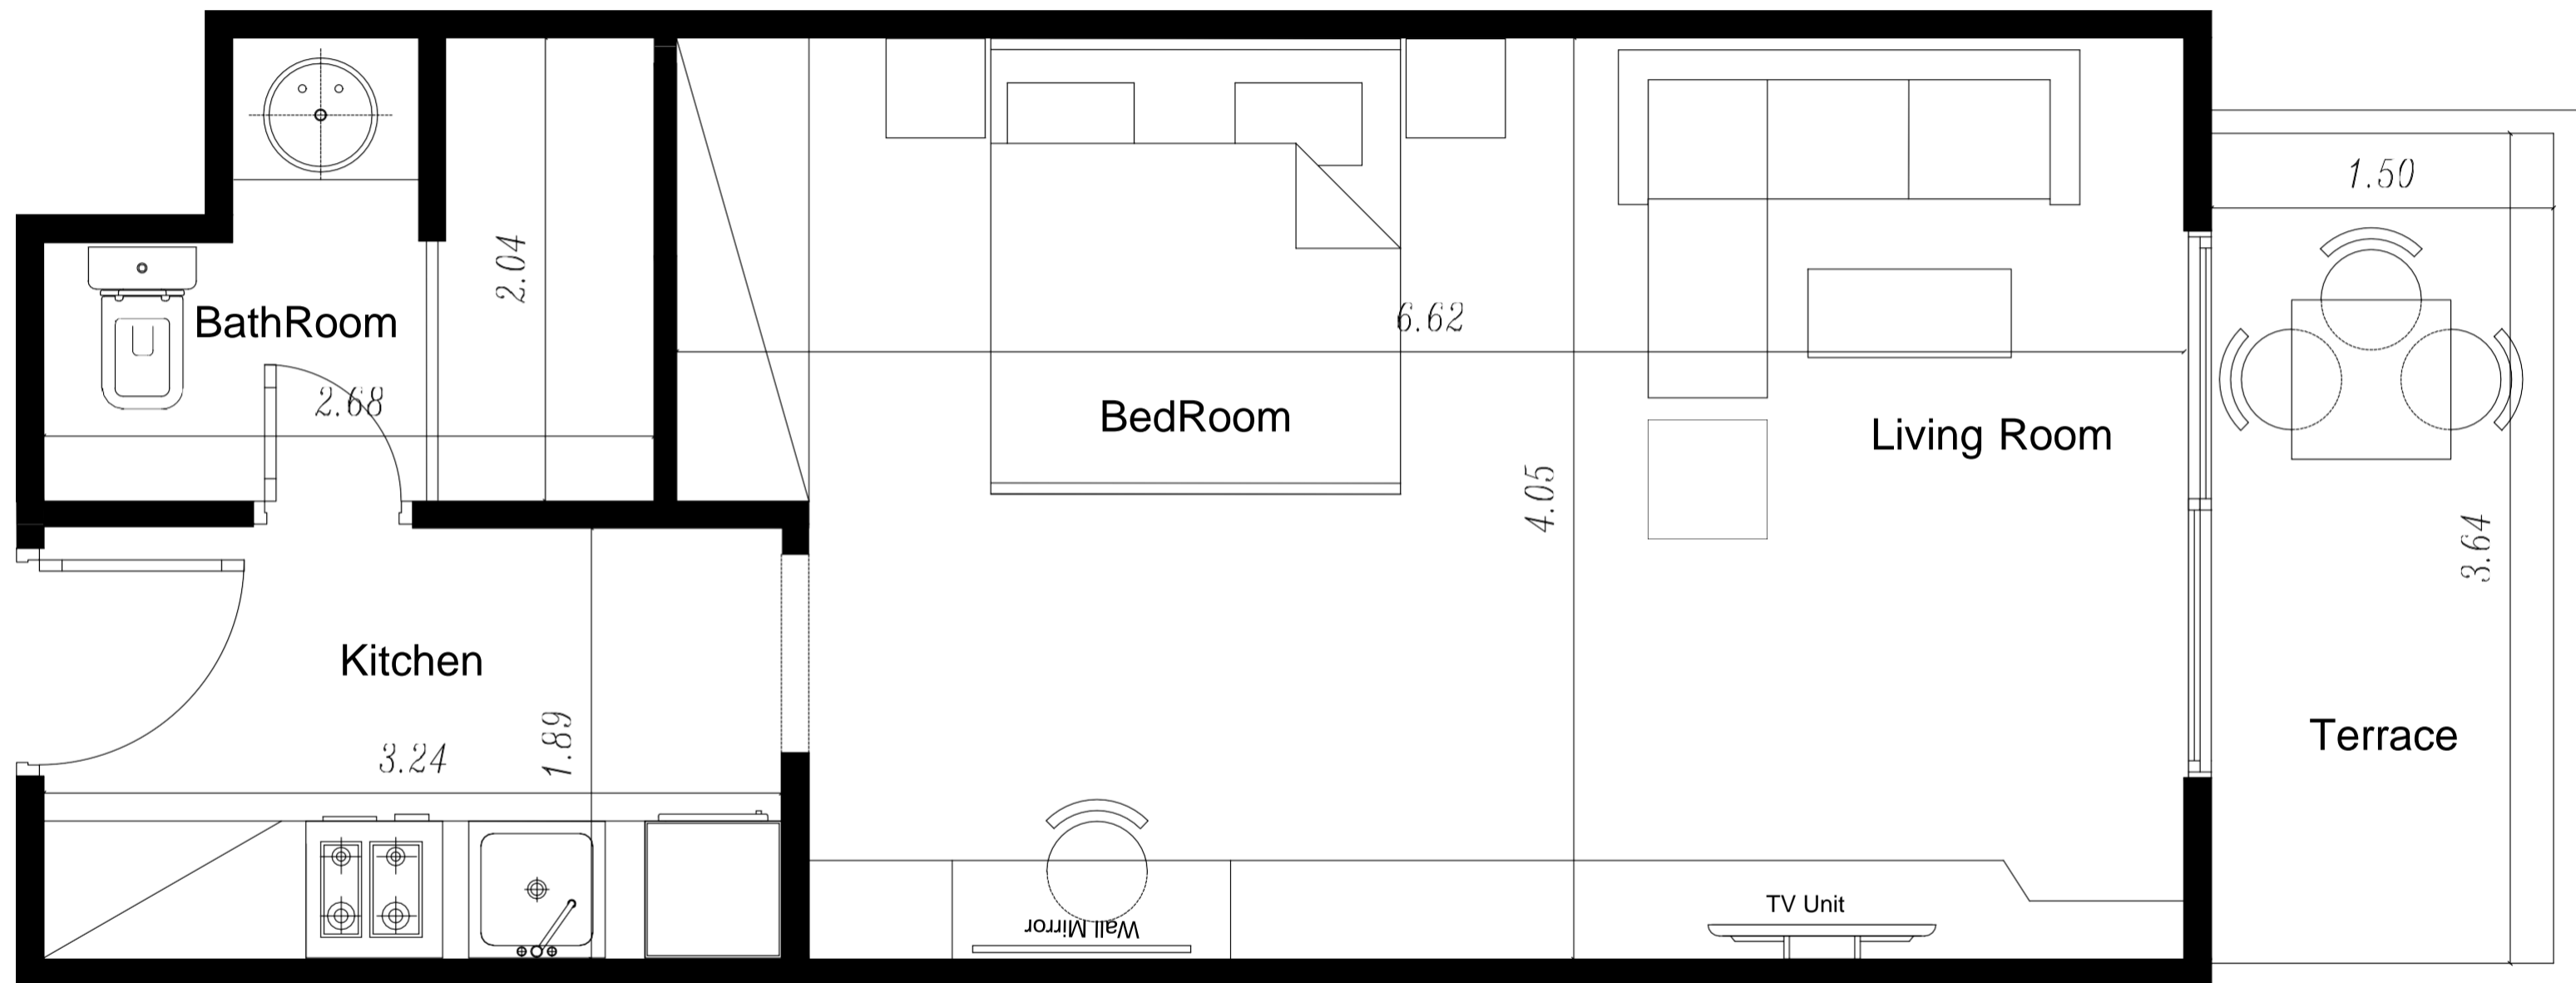 1.50
2.04
BathRoom
6.62
2.68
BedRoom
Living Room
4.05
3.64
Kitchen
1.89
3.24
Terrace
TV Unit
Wall Mirror